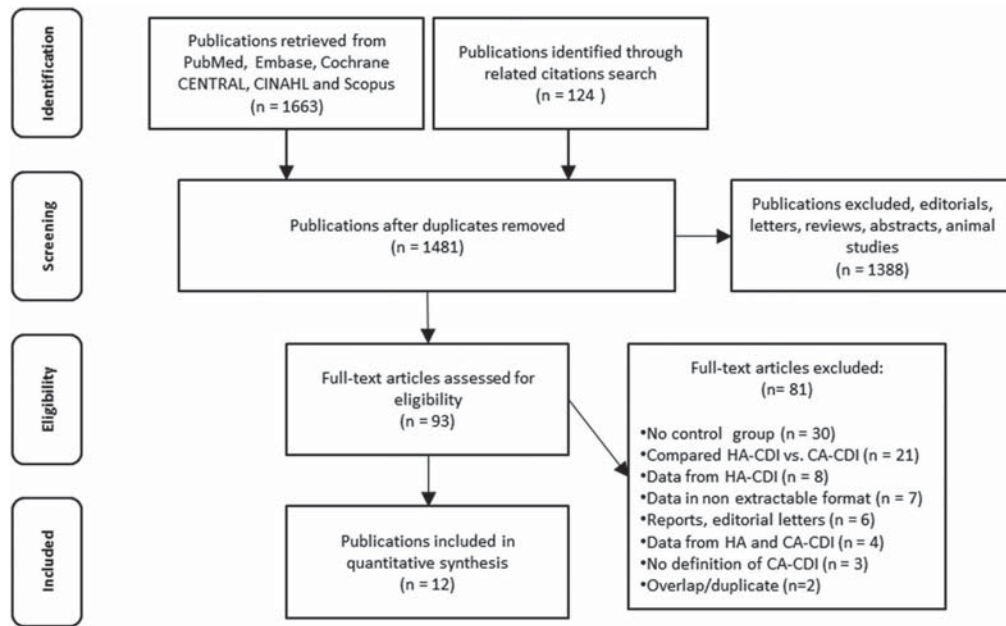 Identification
Publications retrieved from
PubMed, Embase, Cochrane
CENTRAL, CINAHL and Scopus
(n = 1663)
Publications identified through
related citations search
(n = 124 )
Screening
Publications after duplicates removed
(n = 1481)
Publications excluded, editorials,
letters, reviews, abstracts, animal
studies
(n = 1388)
Eligibility
Full-text articles assessed for
eligibility
(n = 93)
Full-text articles excluded:
(n= 81)
•No control group (n = 30)
•Compared HA-CDI vs. CA-CDI (n = 21)
•Data from HA-CDI (n = 8)
•Data in non extractable format (n = 7)
•Reports, editorial letters (n = 6)
•Data from HA and CA-CDI (n = 4)
•No definition of CA-CDI (n = 3)
•Overlap/duplicate (n=2)
Included
Publications included in
quantitative synthesis
(n = 12)